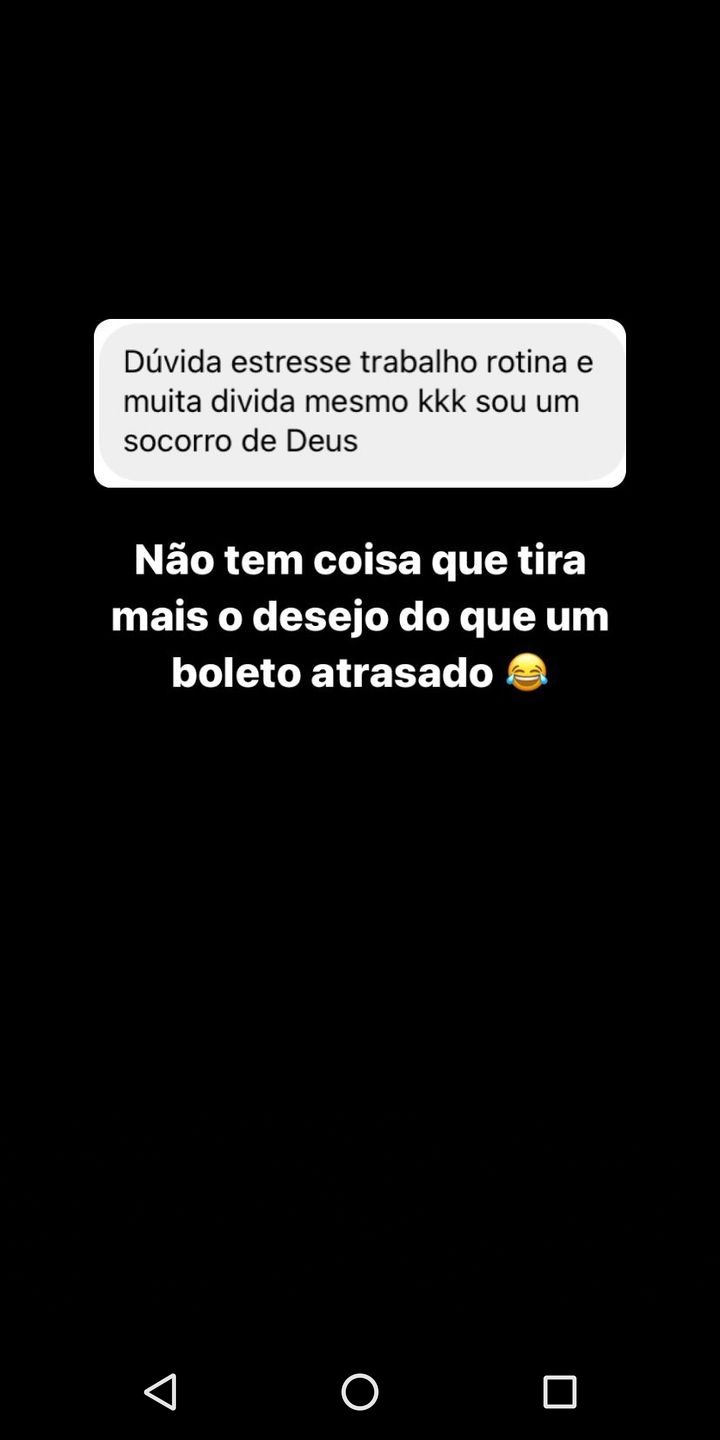 Dúvida estresse trabalho rotina e
muita divida mesmo kkk sou um
socorro de Deus
Não tem coisa que tira
mais o desejo do que um
boleto atrasado 😂